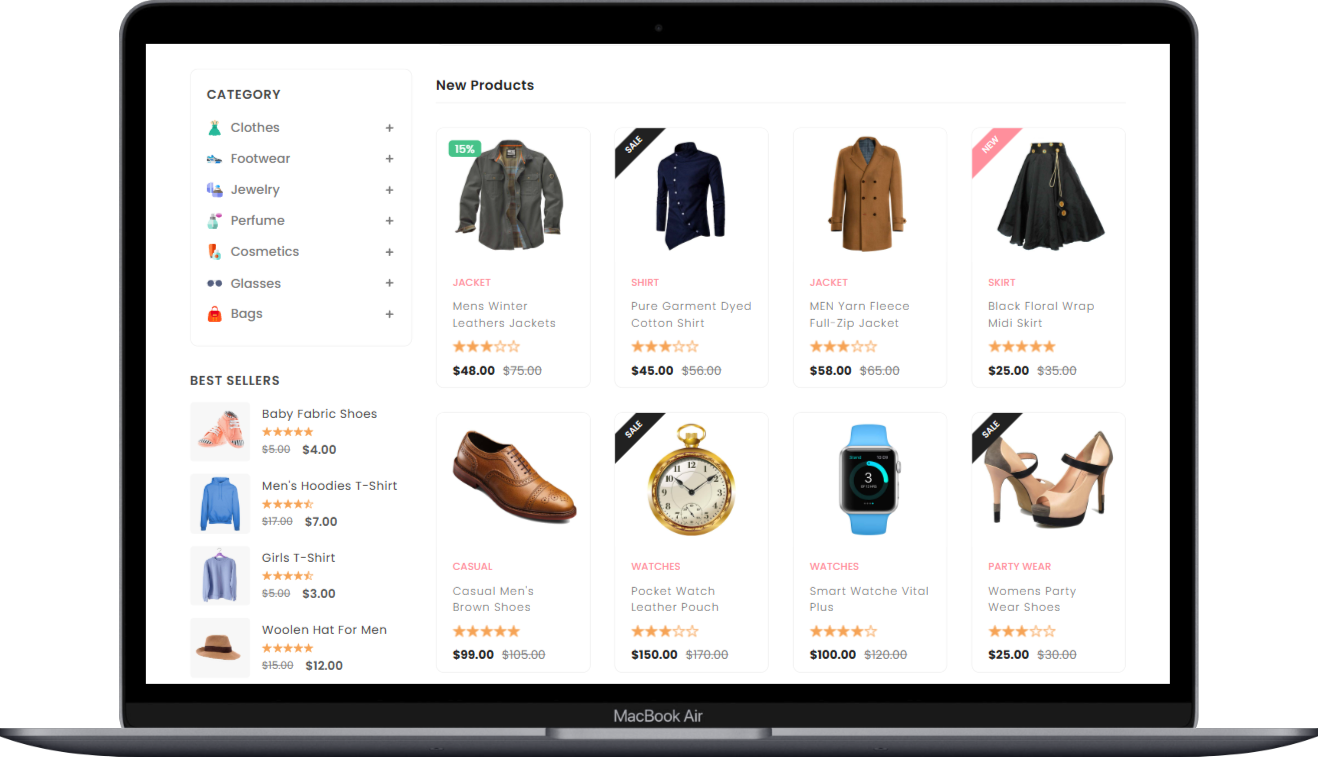 CATEGORY
Clothes +
Footwear +
Jewelry +
Perfume +
Cosmetics +
Glasses +
Bags +
BEST SELLERS
Baby Fabric Shoes
$5.00 $4.00
Men's Hoodies T-Shirt
$17.00 $7.00
Girls T-Shirt
$5.00 $3.00
Woolen Hat For Men
$15.00 $12.00
New Products
15%
JACKET
Mens Winter
Leathers Jackets
$48.00 $75.00
SALE
SHIRT
Pure Garment Dyed
Cotton Shirt
$45.00 $56.00
JACKET
MEN Yarn Fleece
Full-Zip Jacket
$58.00 $65.00
NEW
SKIRT
Black Floral Wrap
Midi Skirt
$25.00 $35.00
CASUAL
Casual Men's
Brown Shoes
$99.00 $105.00
SALE
12
10
2
WATCHES
Pocket Watch
Leather Pouch
$150.00 $170.00
3
WATCHES
Smart Watche Vital
Plus
$100.00 $120.00
SALE
PARTY WEAR
Womens Party
Wear Shoes
$25.00 $30.00
MacBook Air